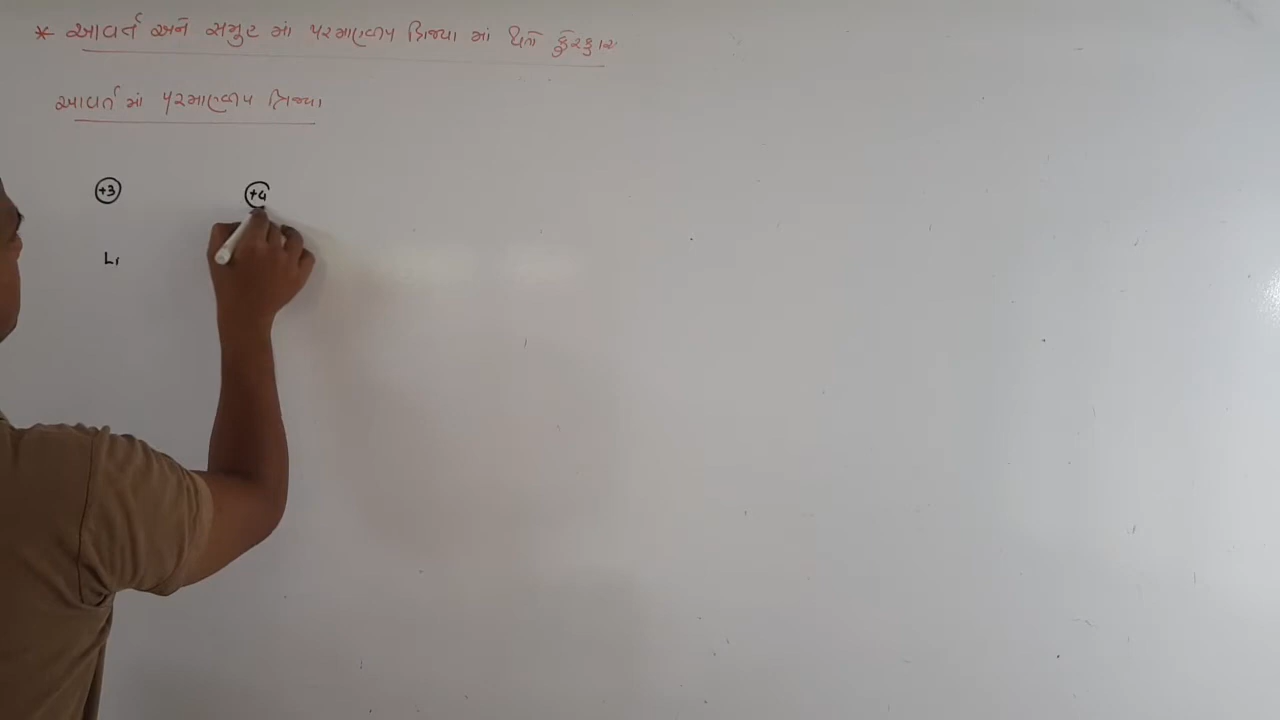 * આવર્ત અને સમુહ માં પરમાણ્વીય ત્રિજ્યા માં થતો ફેરફાર
આવર્ત માં પરમાણ્વીય ત્રિજ્યા
+3 +4
Li